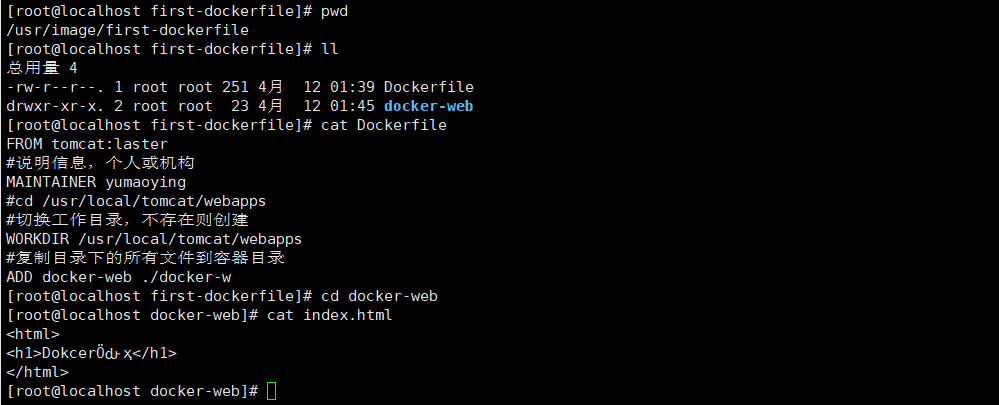 [root@localhost first-dockerfile]# pwd
/usr/image/first-dockerfile
[root@localhost first-dockerfile]# ll
总用量 4
-rw-r--r--. 1 root root 251 4月  12 01:39 Dockerfile
drwxr-xr-x. 2 root root  23 4月  12 01:45 docker-web
[root@localhost first-dockerfile]# cat Dockerfile
FROM tomcat:laster
#说明信息，个人或机构
MAINTAINER yumaoying
#cd /usr/local/tomcat/webapps
#切换工作目录，不存在则创建
WORKDIR /usr/local/tomcat/webapps
#复制目录下的所有文件到容器目录
ADD docker-web ./docker-w
[root@localhost first-dockerfile]# cd docker-web
[root@localhost docker-web]# cat index.html
<html>
<h1></h1>
</html>
[root@localhost docker-web]#